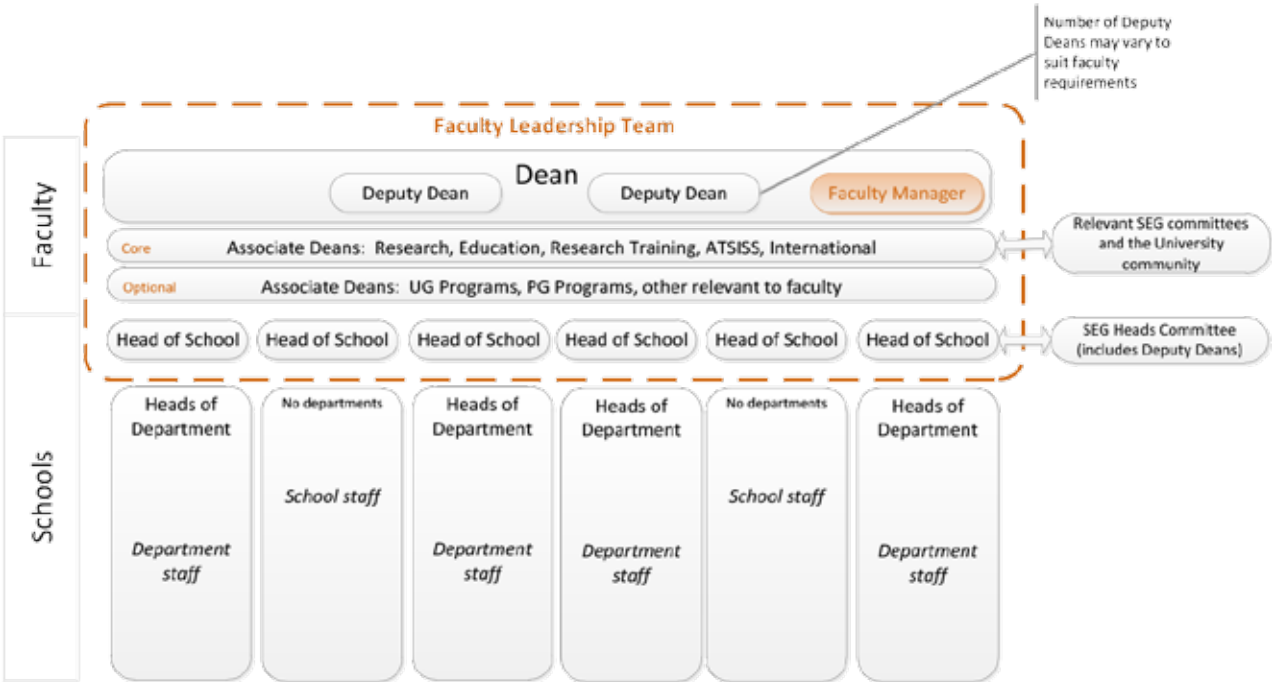 Number of Deputy
Deans may vary to
suit faculty
requirements
Faculty Leadership Team
Faculty
Dean
Deputy Dean
Deputy Dean
Faculty Manager
Core
Associate Deans: Research, Education, Research Training, ATSISS, International
Relevant SEG committees
and the University
community
Optional
Associate Deans: UG Programs, PG Programs, other relevant to faculty
Schools
Head of School
Head of School
Head of School
Head of School
Head of School
Head of School
SEG Heads Committee
(includes Deputy Deans)
Heads of
Department
Department
staff
No departments
School staff
Heads of
Department
Department
staff
Heads of
Department
Department
staff
No departments
School staff
Heads of
Department
Department
staff